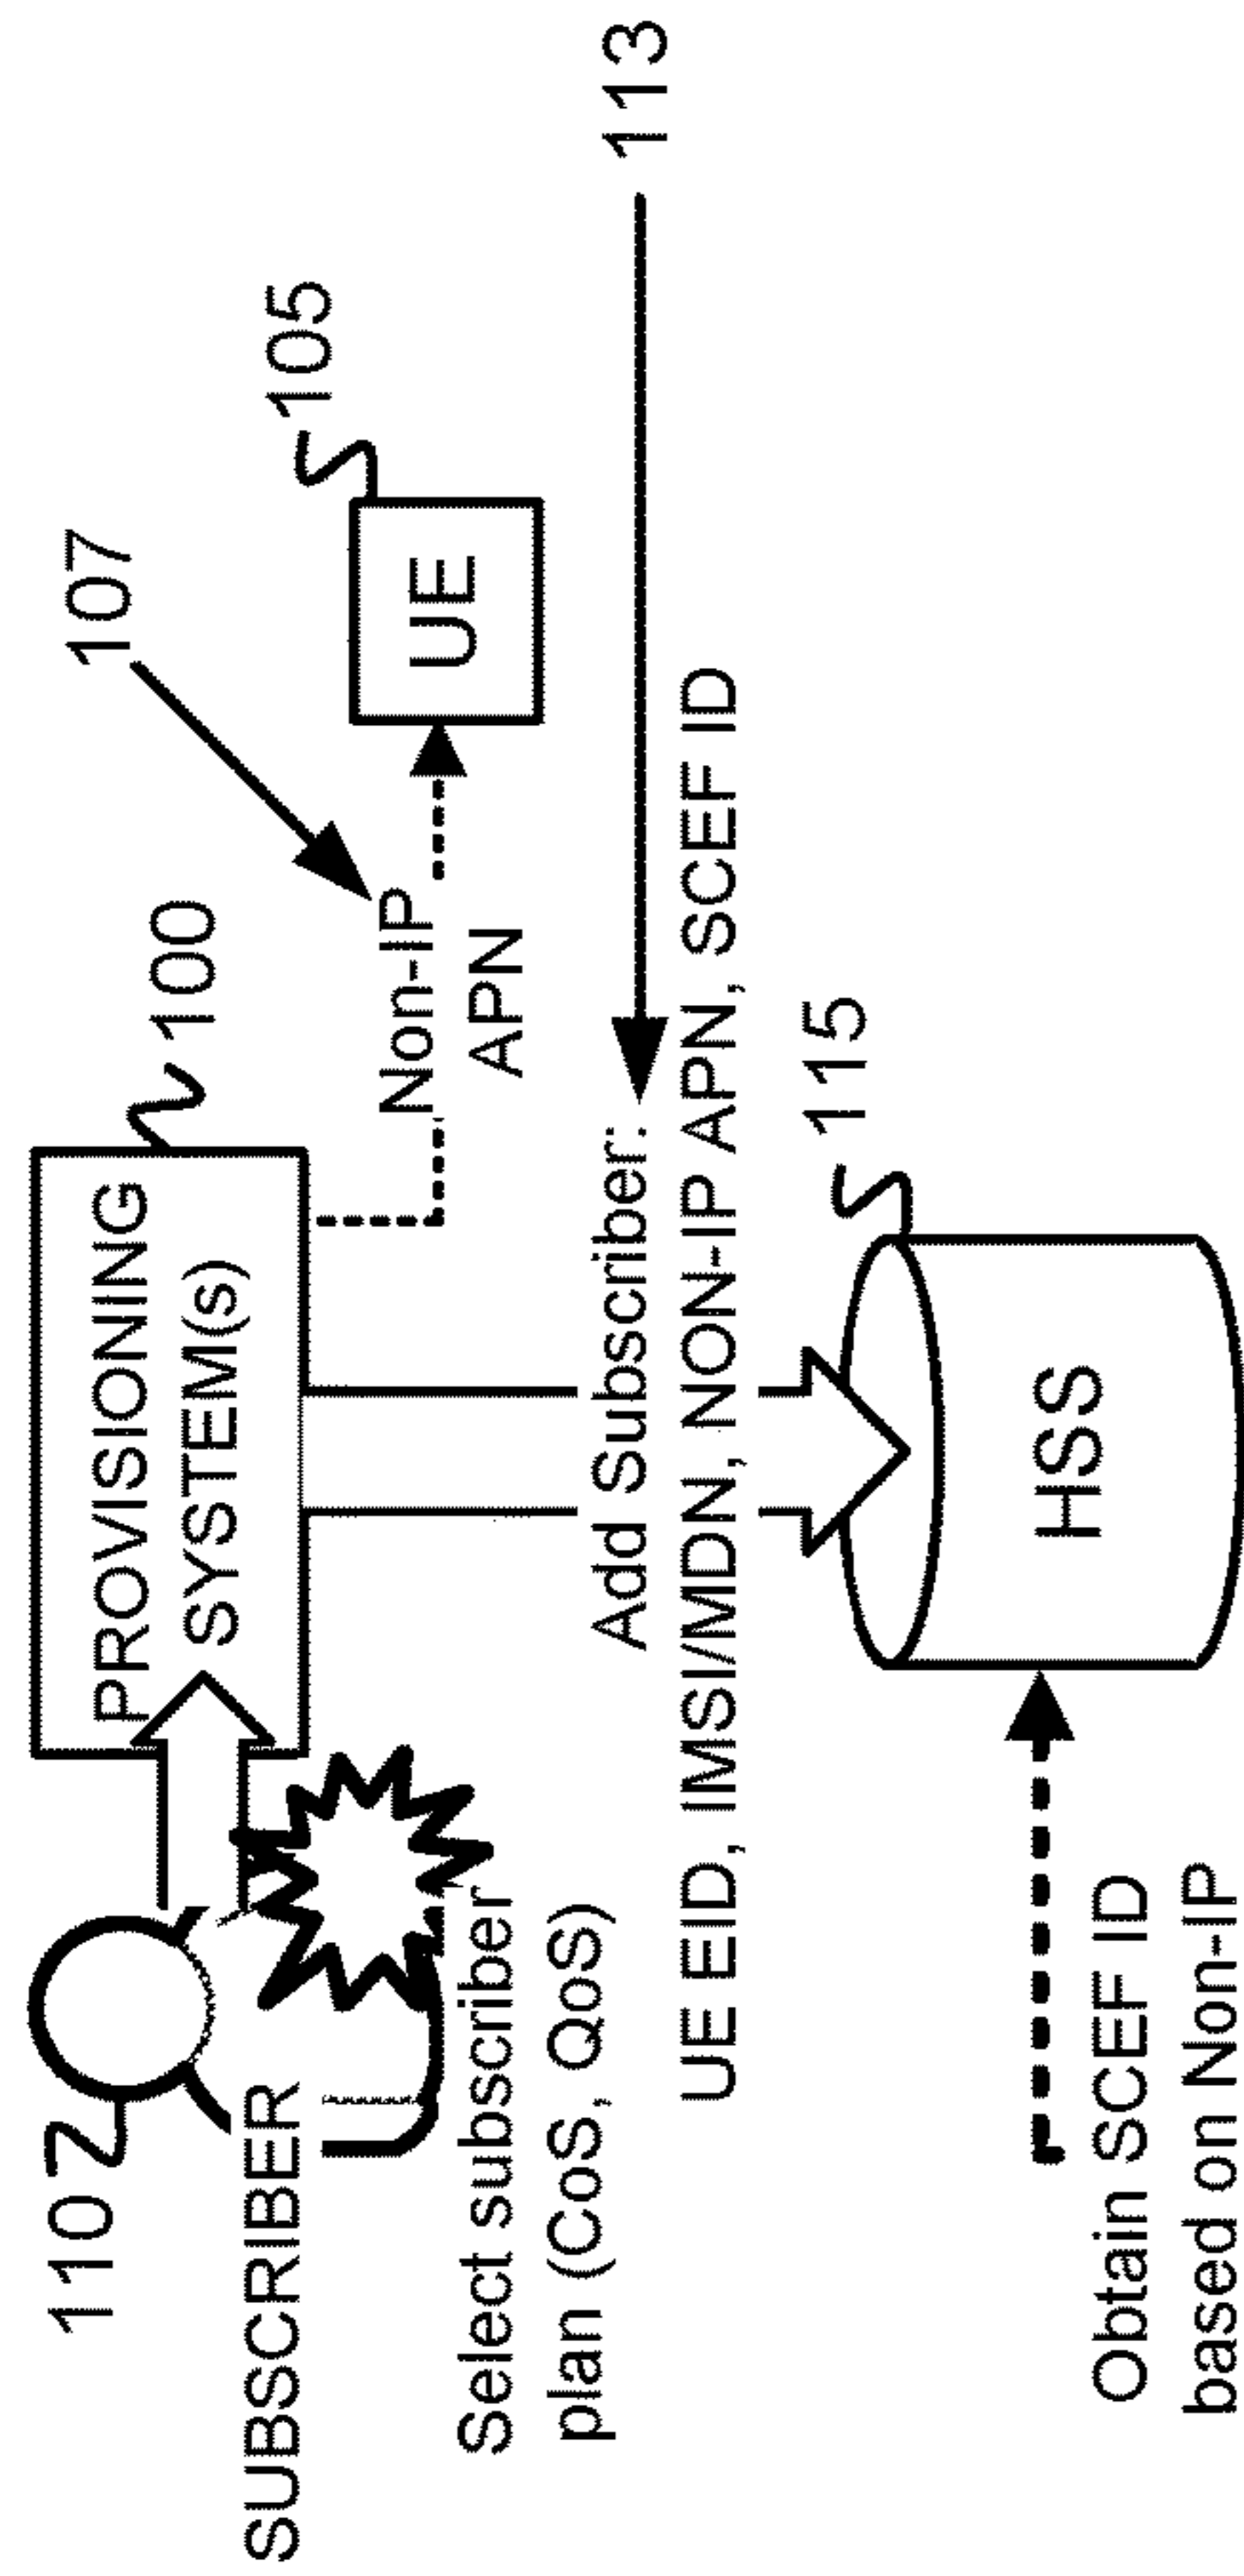 110
SUBSCRIBER
Select subscriber
plan (CoS, QoS)
PROVISIONING
SYSTEM(s)
100
107
Non-IP
APN
UE
105
Add Subscriber:
UE EID, IMSI/MDN, NON-IP APN, SCEF ID
113
115
HSS
Obtain SCEF ID
based on Non-IP